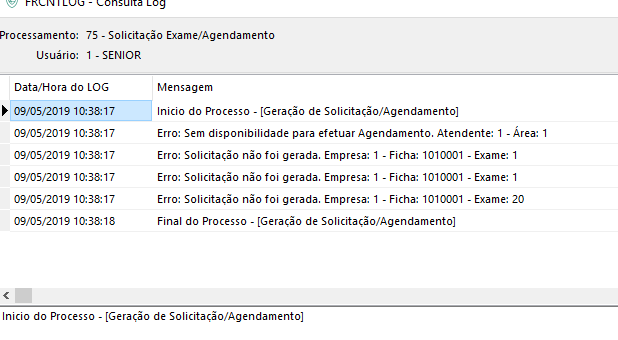 FRCNTLOG - Consulta Log
Processamento: 75 - Solicitação Exame/Agendamento
Usuário: 1 - SENIOR
Data/Hora do LOG Mensagem
09/05/2019 10:38:17 Inicio do Processo - [Geração de Solicitação/Agendamento]
09/05/2019 10:38:17 Erro: Sem disponibilidade para efetuar Agendamento. Atendente: 1 - Área: 1
09/05/2019 10:38:17 Erro: Solicitação não foi gerada. Empresa: 1 - Ficha: 1010001 - Exame: 1
09/05/2019 10:38:17 Erro: Solicitação não foi gerada. Empresa: 1 - Ficha: 1010001 - Exame: 1
09/05/2019 10:38:17 Erro: Solicitação não foi gerada. Empresa: 1 - Ficha: 1010001 - Exame: 20
09/05/2019 10:38:18 Final do Processo - [Geração de Solicitação/Agendamento]
Inicio do Processo - [Geração de Solicitação/Agendamento]